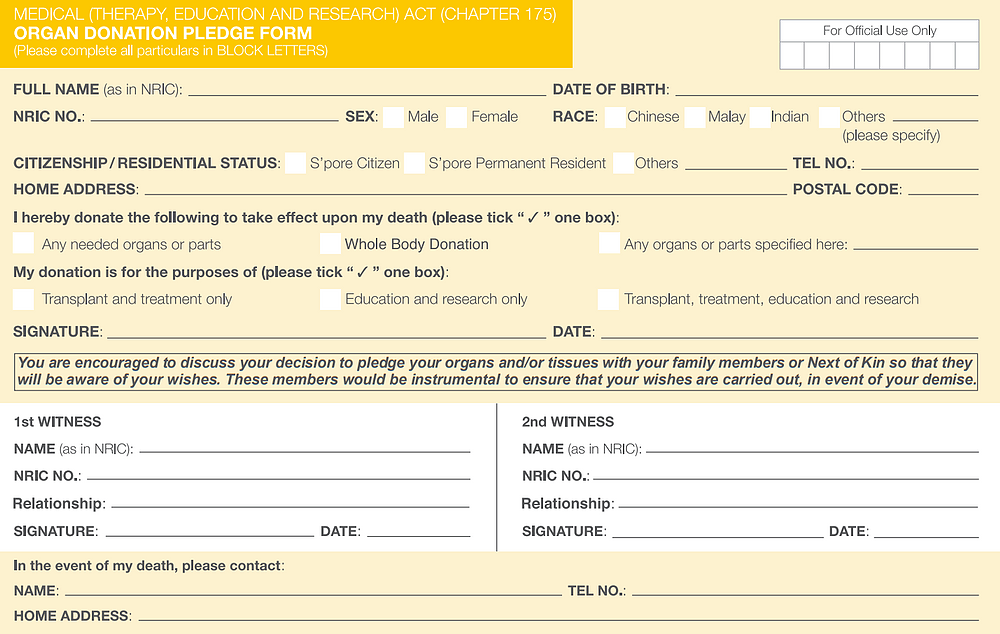 MEDICAL (THERAPY, EDUCATION AND RESEARCH) ACT (CHAPTER 175)
ORGAN DONATION PLEDGE FORM
(Please complete all particulars in BLOCK LETTERS)
For Official Use Only
FULL NAME (as in NRIC): DATE OF BIRTH:
NRIC NO.: SEX: Male Female RACE: Chinese Malay Indian Others
(please specify)
CITIZENSHIP / RESIDENTIAL STATUS: S'pore Citizen S'pore Permanent Resident Others TEL NO.:
HOME ADDRESS: POSTAL CODE:
I hereby donate the following to take effect upon my death (please tick “ ✓ ” one box):
Any needed organs or parts Whole Body Donation Any organs or parts specified here:
My donation is for the purposes of (please tick “ ✓ ” one box):
Transplant and treatment only Education and research only Transplant, treatment, education and research
SIGNATURE: DATE:
You are encouraged to discuss your decision to pledge your organs and/or tissues with your family members or Next of Kin so that they
will be aware of your wishes. These members would be instrumental to ensure that your wishes are carried out, in event of your demise.
1st WITNESS
NAME (as in NRIC):
NRIC NO.:
Relationship:
SIGNATURE: DATE:
2nd WITNESS
NAME (as in NRIC):
NRIC NO.:
Relationship:
SIGNATURE: DATE:
In the event of my death, please contact:
NAME: TEL NO.:
HOME ADDRESS: